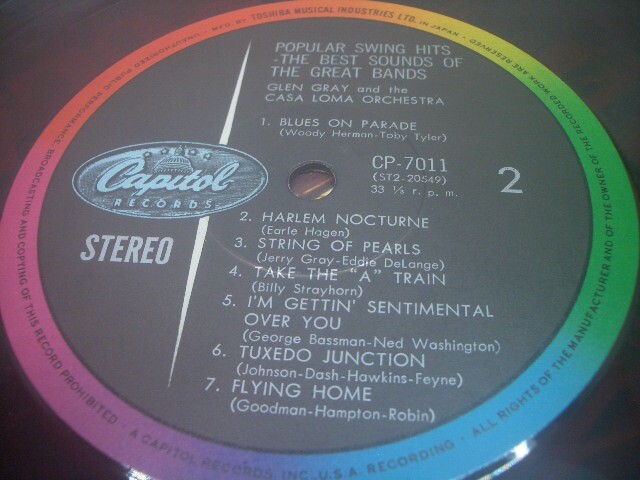 MFG BY TOSHIBA MUSICAL INDUSTRIES LTD. IN JAPAN · ALL RIGHTS OF THE MANUFACTURER AND OF THE OWNER OF THE RECORDED WORK ARE RESERVED
UNAUTHORIZED PUBLIC PERFORMANCE BROADCASTING AND COPYING OF THIS RECORD PROHIBITED · A CAPITOL RECORDS, INC., U.S.A. RECORDING ·
POPULAR SWING HITS
-THE BEST SOUNDS OF
THE GREAT BANDS
GLEN GRAY and the
CASA LOMA ORCHESTRA
1. BLUES ON PARADE
(Woody Herman-Toby Tyler)
Capitol
RECORDS
STEREO
CP-7011
(ST2-20549)
33 ⅓ r. p. m.
2
2. HARLEM NOCTURNE
(Earle Hagen)
3. STRING OF PEARLS
(Jerry Gray-Eddie DeLange)
4. TAKE THE "A" TRAIN
(Billy Strayhorn)
5. I'M GETTIN' SENTIMENTAL
OVER YOU
(George Bassman-Ned Washington)
6. TUXEDO JUNCTION
(Johnson-Dash-Hawkins-Feyne)
7. FLYING HOME
(Goodman-Hampton-Robin)